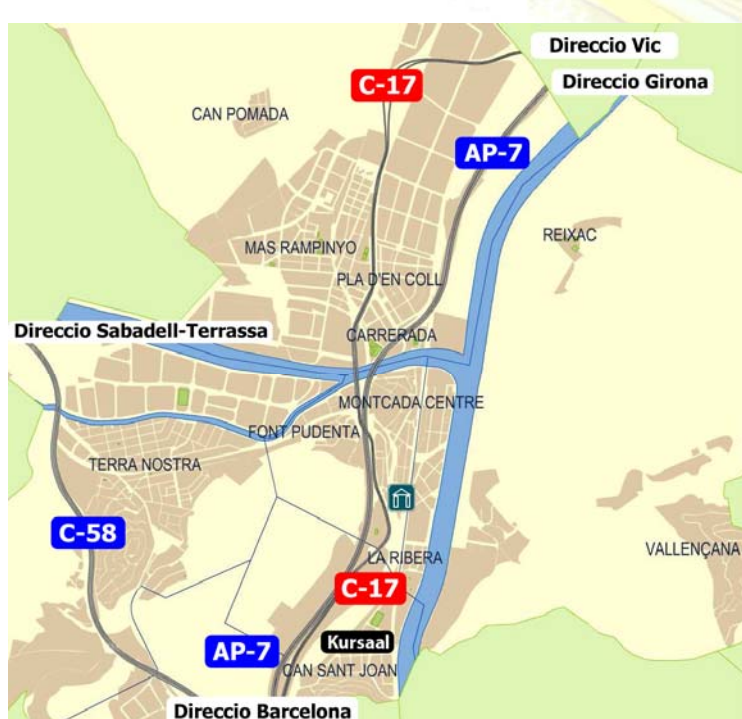 Direccio Vic
C-17
Direccio Girona
CAN POMADA
AP-7
REIXAC
MAS RAMPINYO
PLA D'EN COLL
Direccio Sabadell-Terrassa
CARRERADA
MONTCADA CENTRE
FONT PUDENTA
TERRA NOSTRA
C-58
VALLENÇANA
LA RIBERA
C-17
Kursaal
AP-7
CAN SANT JOAN
Direccio Barcelona